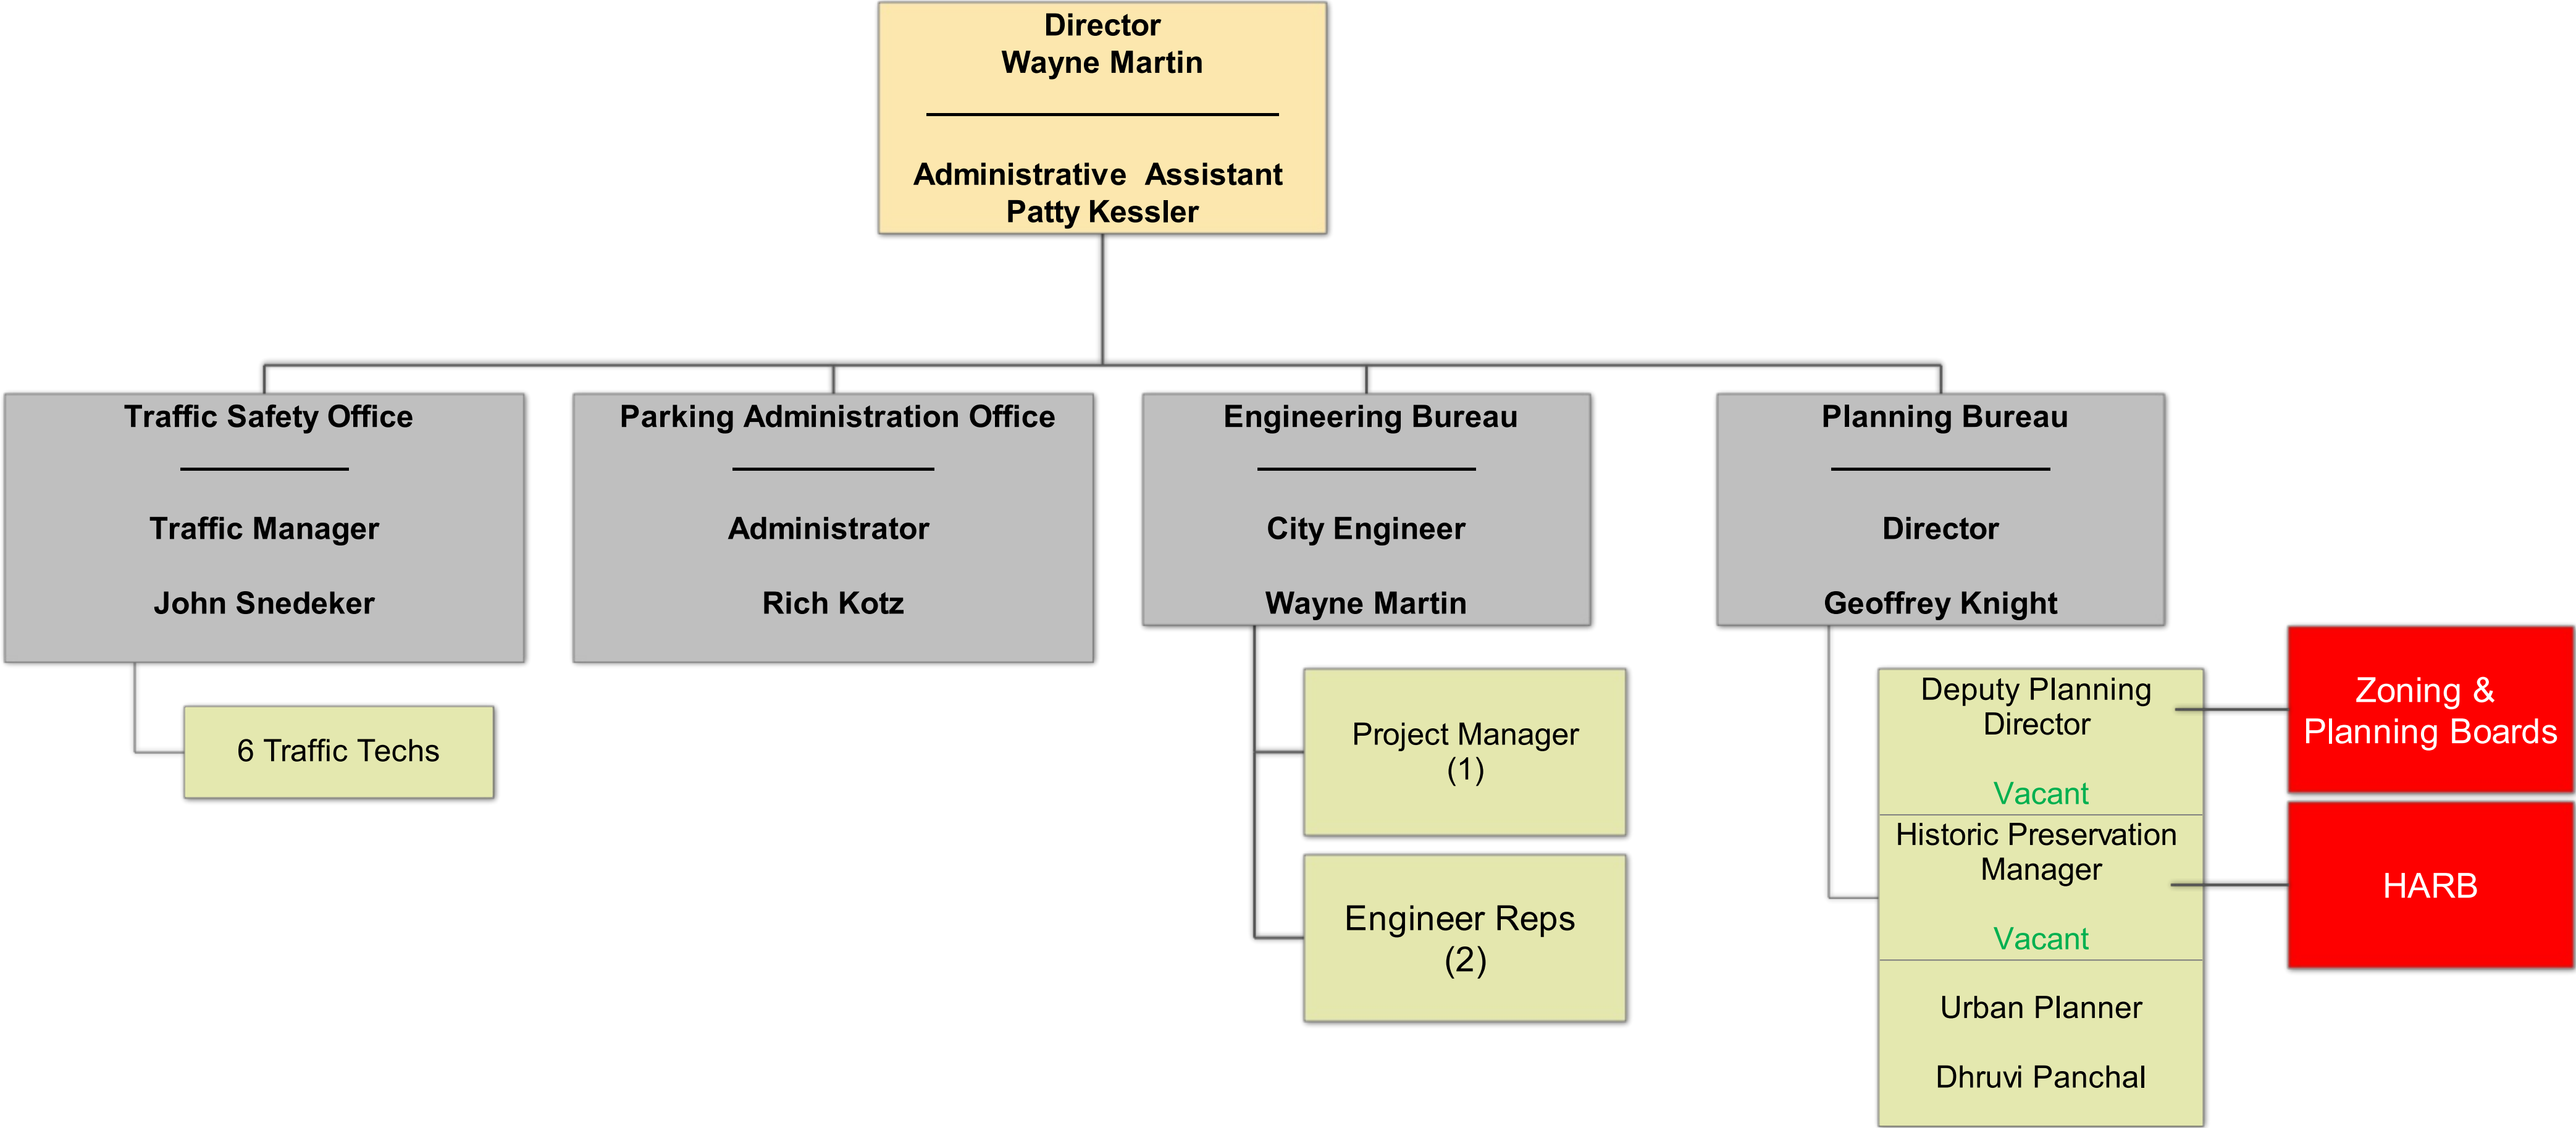 Director
Wayne Martin
Administrative Assistant
Patty Kessler
Traffic Safety Office
Traffic Manager
John Snedeker
6 Traffic Techs
Parking Administration Office
Administrator
Rich Kotz
Engineering Bureau
City Engineer
Wayne Martin
Project Manager
(1)
Engineer Reps
(2)
Planning Bureau
Director
Geoffrey Knight
Deputy Planning
Director
Vacant
Historic Preservation
Manager
Vacant
Urban Planner
Dhruvi Panchal
Zoning &
Planning Boards
HARB